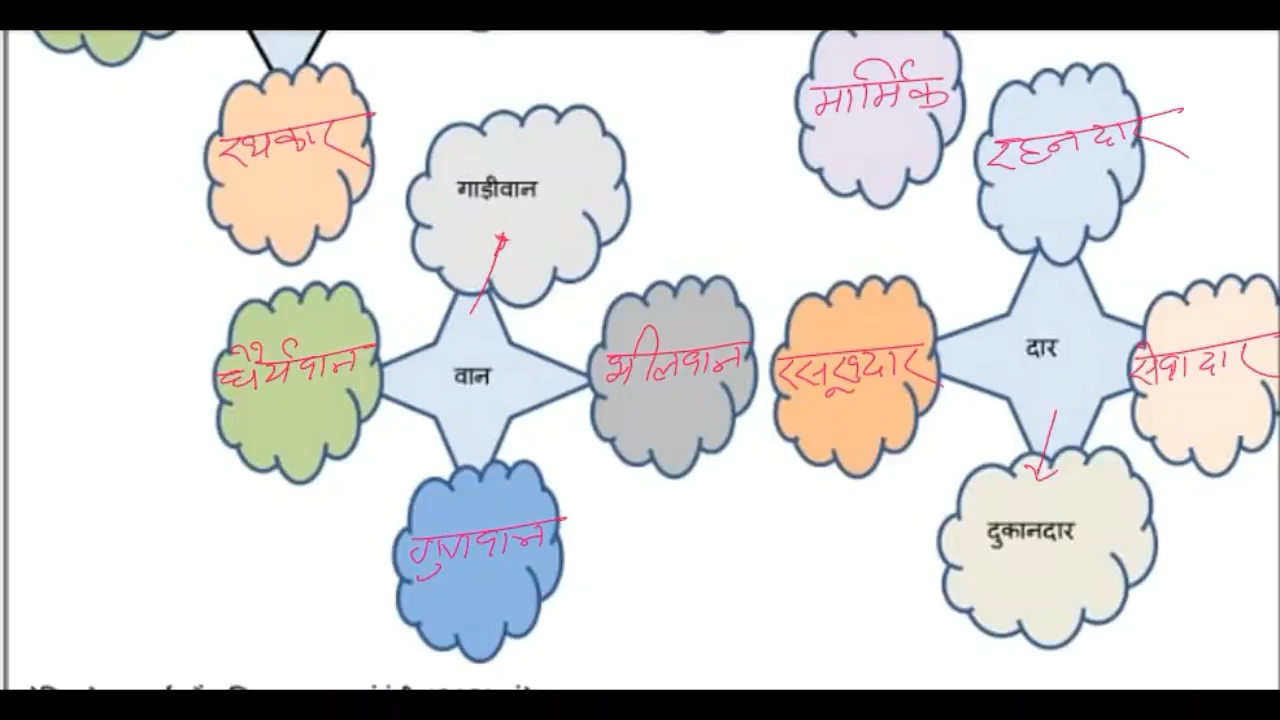 मार्मिक
रथकार
रहनदार
गाड़ीवान
धैर्यवान
वान
भीलवान
रसूखदार
दार
सेवादार
गुणवान
दुकानदार